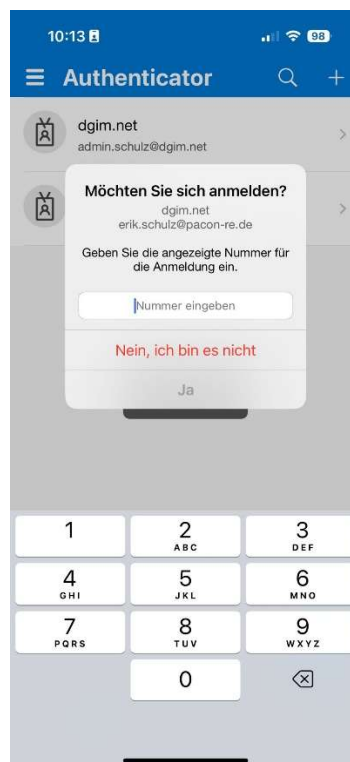 10:13
98
Authenticator
dgim.net
admin.schulz@dgim.net
Möchten Sie sich anmelden?
dgim.net
erik.schulz@pacon-re.de
Geben Sie die angezeigte Nummer für
die Anmeldung ein.
Nummer eingeben
Nein, ich bin es nicht
Ja
1 2 3
ABC DEF
4 5 6
GHI JKL MNO
7 8 9
PQRS TUV WXYZ
0